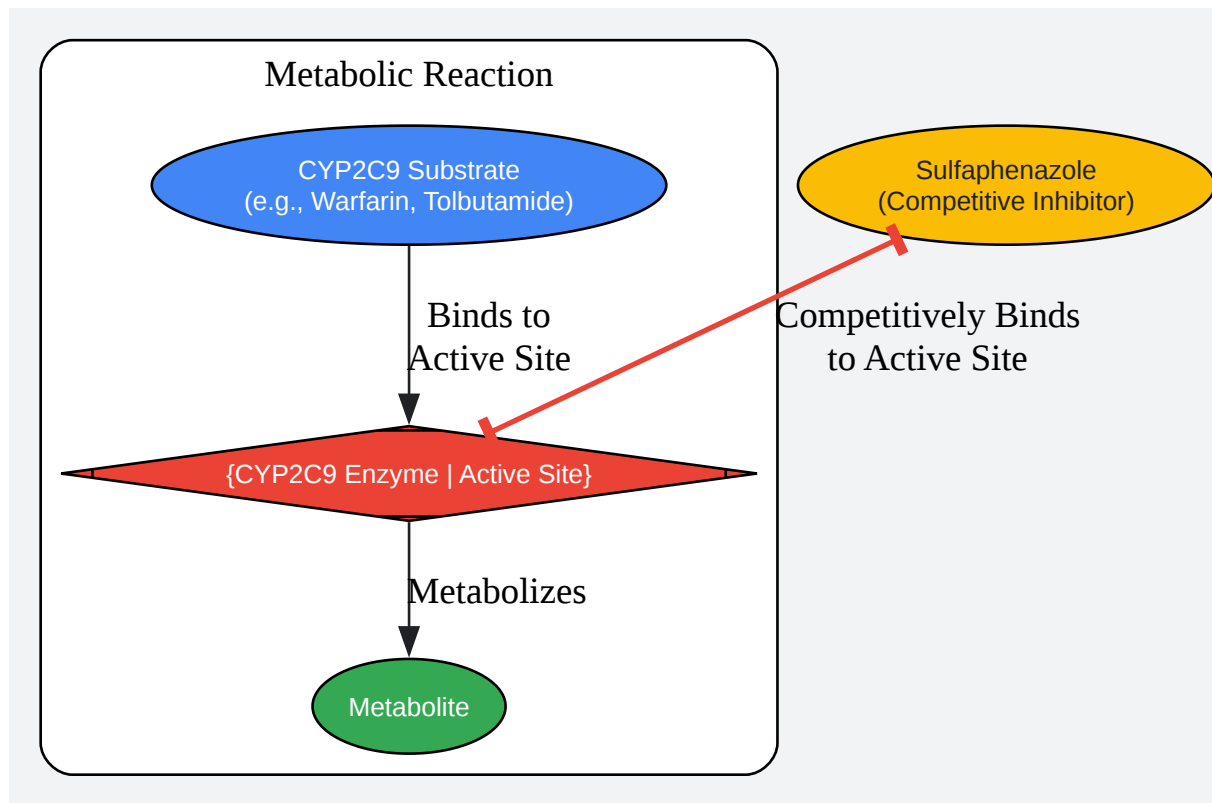 Metabolic Reaction
CYP2C9 Substrate
(e.g., Warfarin, Tolbutamide)
Sulfaphenazole
(Competitive Inhibitor)
Binds to
Active Site
Competitively Binds
to Active Site
{CYP2C9 Enzyme | Active Site}
Metabolizes
Metabolite